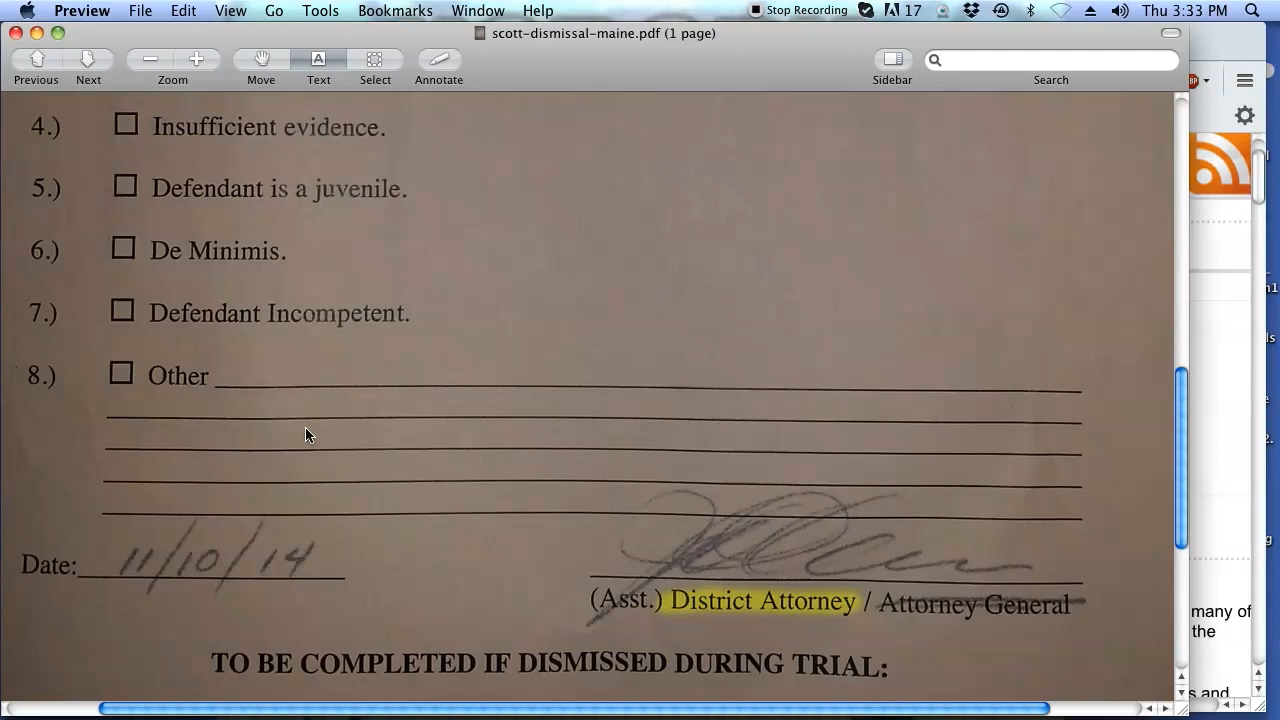 Preview File Edit View Go Tools Bookmarks Window Help Stop Recording 17 Thu 3:33 PM
scott-dismissal-maine.pdf (1 page)
Previous Next Zoom Move Text Select Annotate Sidebar Search
4.) Insufficient evidence.
5.) Defendant is a juvenile.
6.) De Minimis.
7.) Defendant Incompetent.
8.) Other
Date: 11/10/14
(Asst.) District Attorney / Attorney General
TO BE COMPLETED IF DISMISSED DURING TRIAL:
many of
the
s and